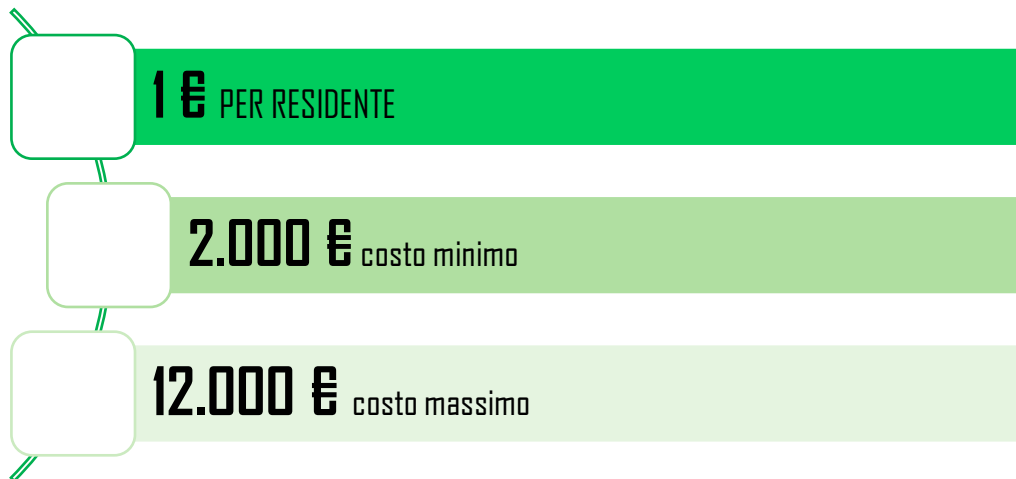 1 € PER RESIDENTE
2.000 € costo minimo
12.000 € costo massimo